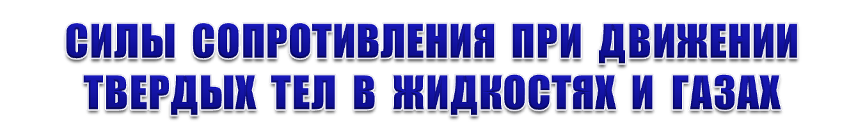 СИЛЫ СОПРОТИВЛЕНИЯ ПРИ ДВИЖЕНИИ
ТВЕРДЫХ ТЕЛ В ЖИДКОСТЯХ И ГАЗАХ